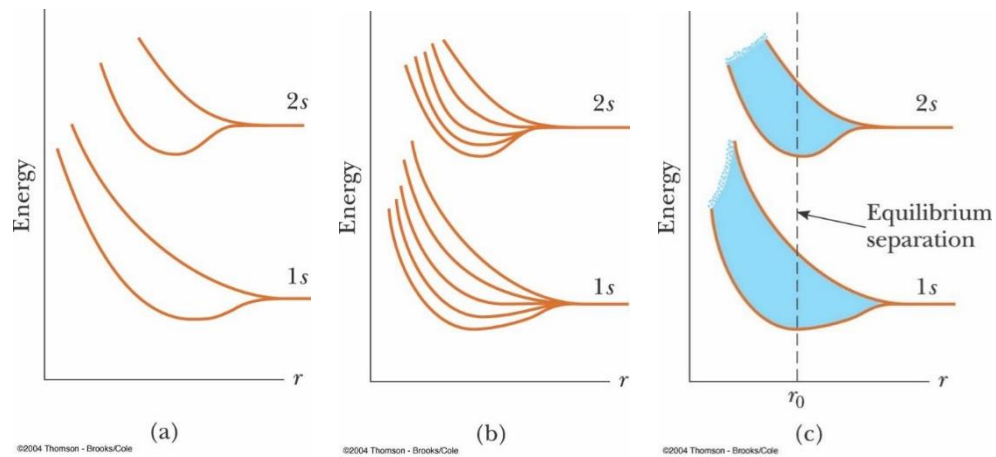 2s
Energy
1s
r
(a)
©2004 Thomson - Brooks/Cole
2s
Energy
1s
r
(b)
©2004 Thomson - Brooks/Cole
2s
Energy
Equilibrium
separation
1s
r
r₀
(c)
©2004 Thomson - Brooks/Cole